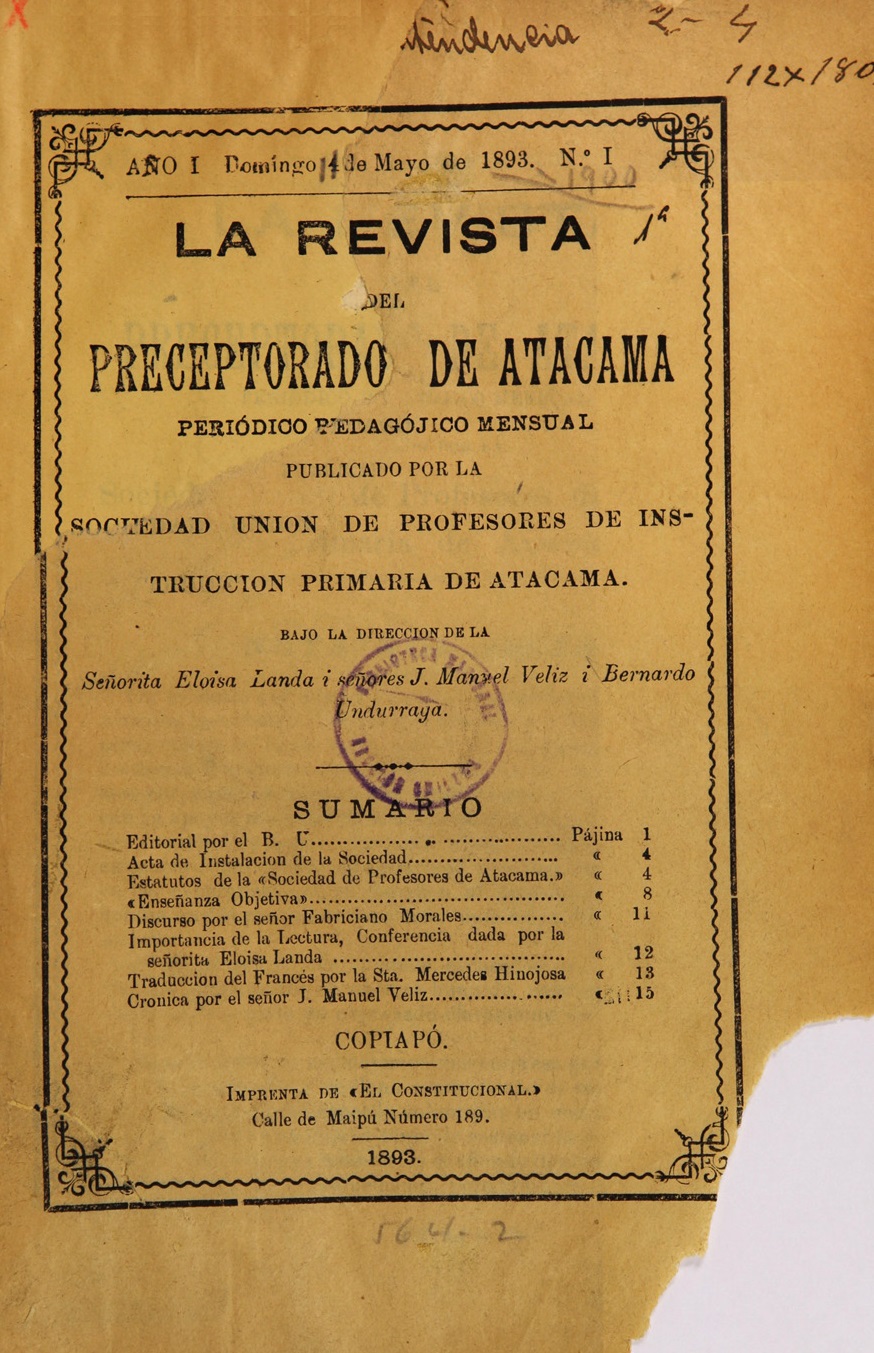 112x180
AÑO I Domingo 14 de Mayo de 1893. N.° I
1900
LA REVISTA
DEL
PRECEPTORADO DE ATACAMA
PERIÓDICO PEDAGÓJICO MENSUAL
PUBLICADO POR LA
SOCIEDAD UNION DE PROFESORES DE INS-
TRUCCION PRIMARIA DE ATACAMA.
BAJO LA DIRECCION DE LA
Señorita Eloisa Landa i señores J. Manuel Veliz i Bernardo
Undurraga.
SUMARIO
Editorial por el B. U. Pájina 1
Acta de Instalacion de la Sociedad « 4
Estatutos de la «Sociedad de Profesores de Atacama.» « 4
«Enseñanza Objetiva» « 8
Discurso por el señor Fabriciano Morales « 11
Importancia de la Lectura, Conferencia dada por la
señorita Eloisa Landa « 12
Traduccion del Francés por la Sta. Mercedes Hinojosa « 13
Cronica por el señor J. Manuel Veliz « 15
COPIAPÓ.
IMPRENTA DE «EL CONSTITUCIONAL.»
Calle de Maipú Número 189.
1893.
564-2